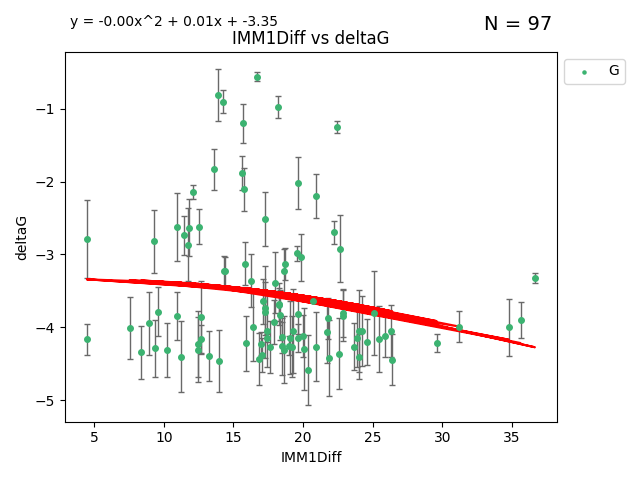 y = -0.00x^2 + 0.01x + -3.35
N = 97
IMM1Diff vs deltaG
G
deltaG
−1
−2
−3
−4
−5
5 10 15 20 25 30 35
IMM1Diff